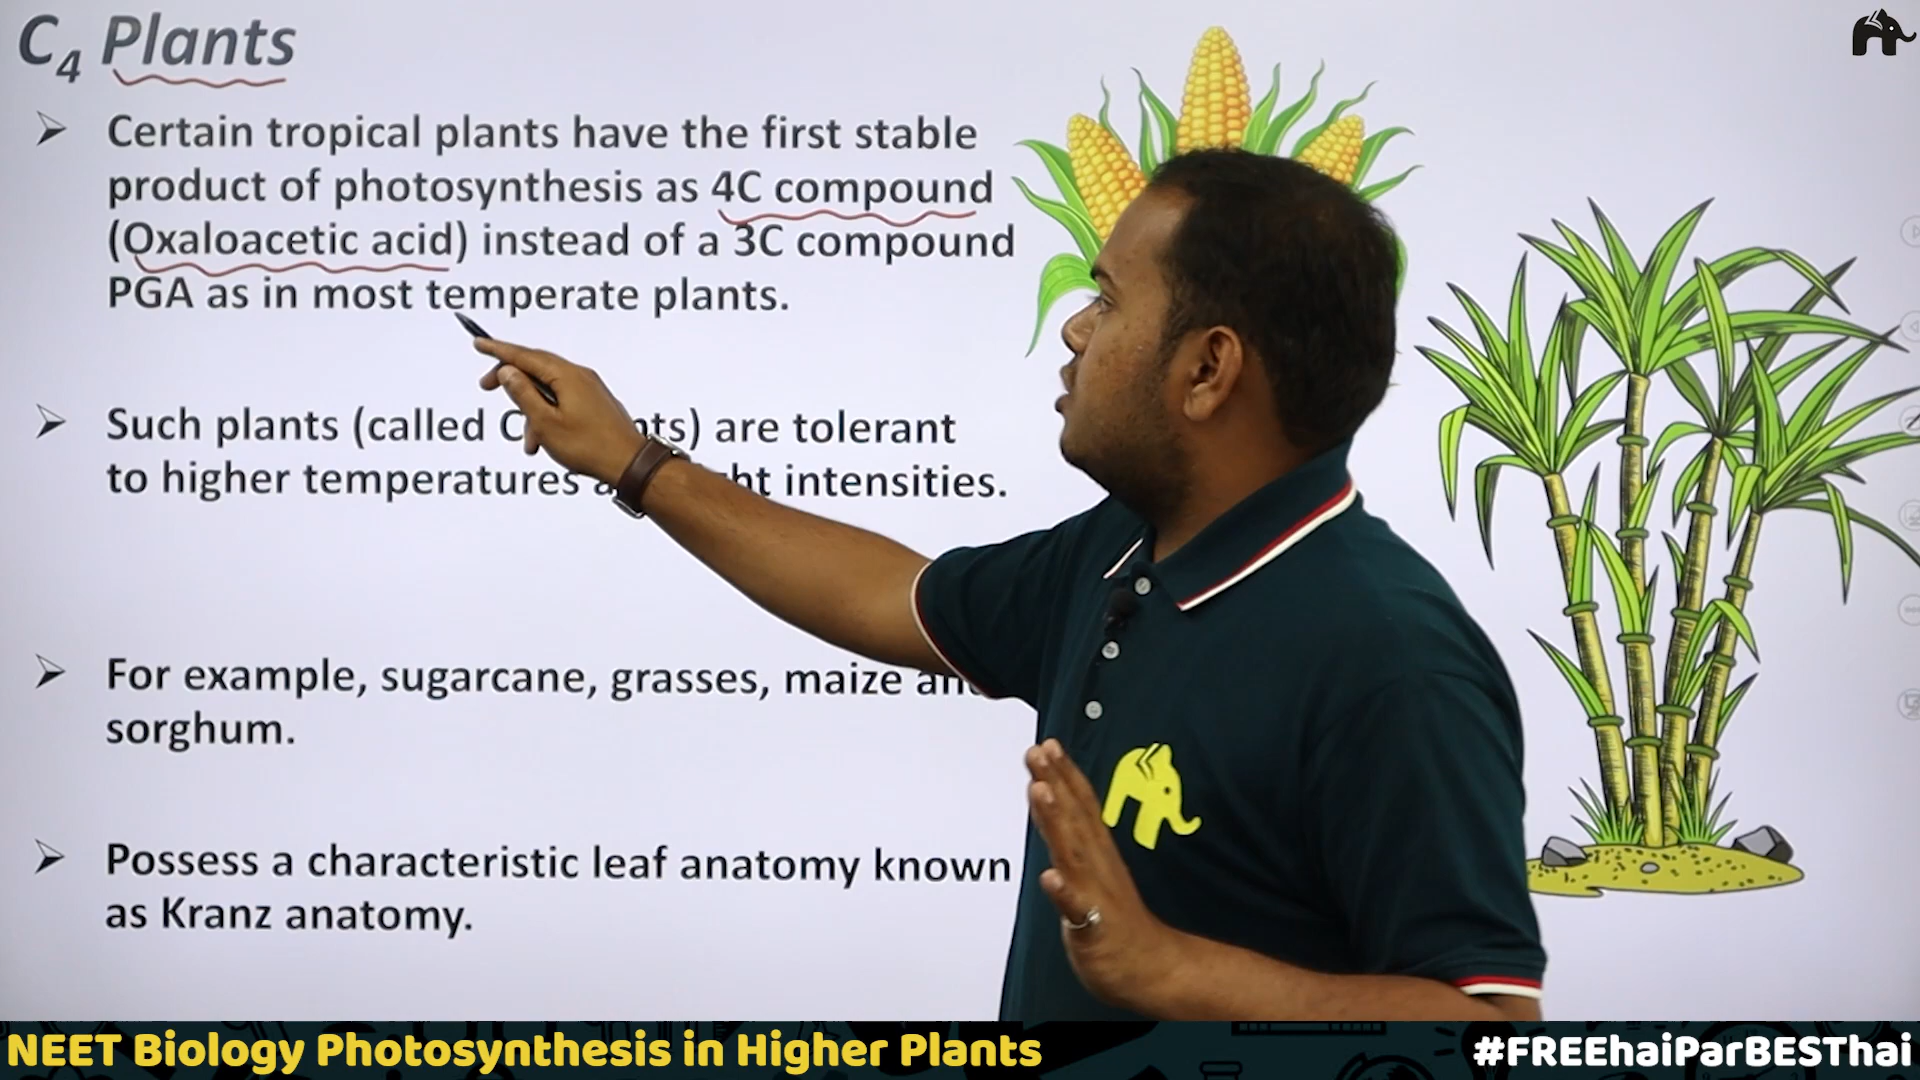 C4 Plants
➢ Certain tropical plants have the first stable
product of photosynthesis as 4C compound
(Oxaloacetic acid) instead of a 3C compound
PGA as in most temperate plants.
➢ Such plants (called are tolerant
to higher temperatures intensities.
➢ For example, sugarcane, grasses, maize
sorghum.
➢ Possess a characteristic leaf anatomy known
as Kranz anatomy.
NEET Biology Photosynthesis in Higher Plants
#FREEhaiParBESThai